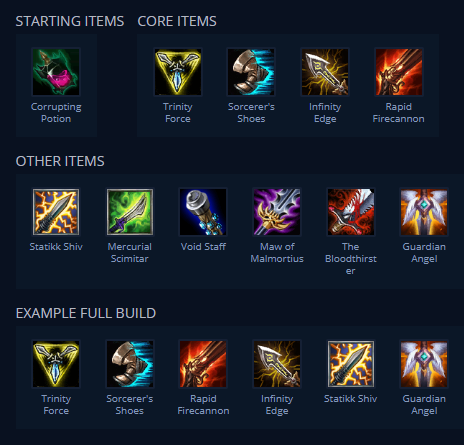 STARTING ITEMS CORE ITEMS
Corrupting Trinity Sorcerer's Infinity Rapid
Potion Force Shoes Edge Firecannon
OTHER ITEMS
Statikk Shiv Mercurial Void Staff Maw of The Guardian
Scimitar Malmortius Bloodthirst Angel
er
EXAMPLE FULL BUILD
Trinity Sorcerer's Rapid Infinity Statikk Shiv Guardian
Force Shoes Firecannon Edge Angel